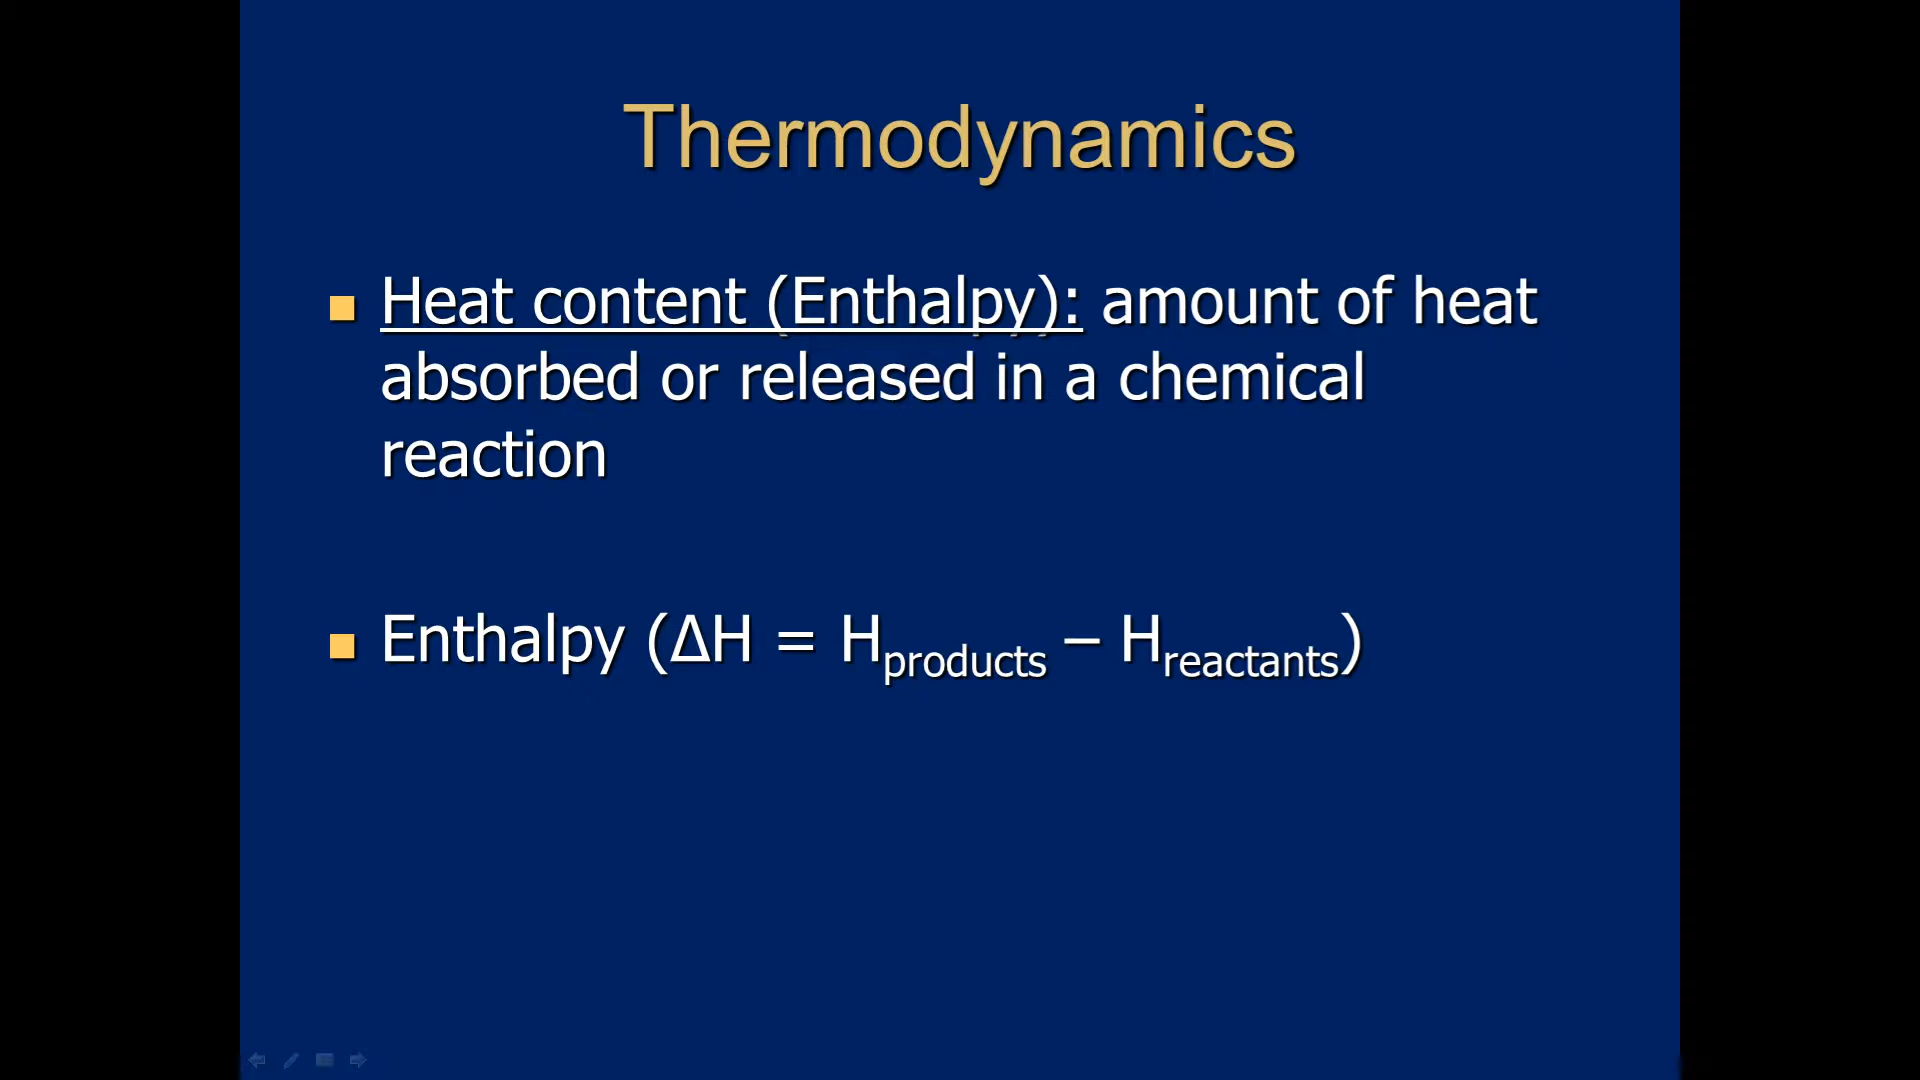 Thermodynamics
Heat content (Enthalpy): amount of heat
absorbed or released in a chemical
reaction
Enthalpy (ΔH = Hproducts – Hreactants)